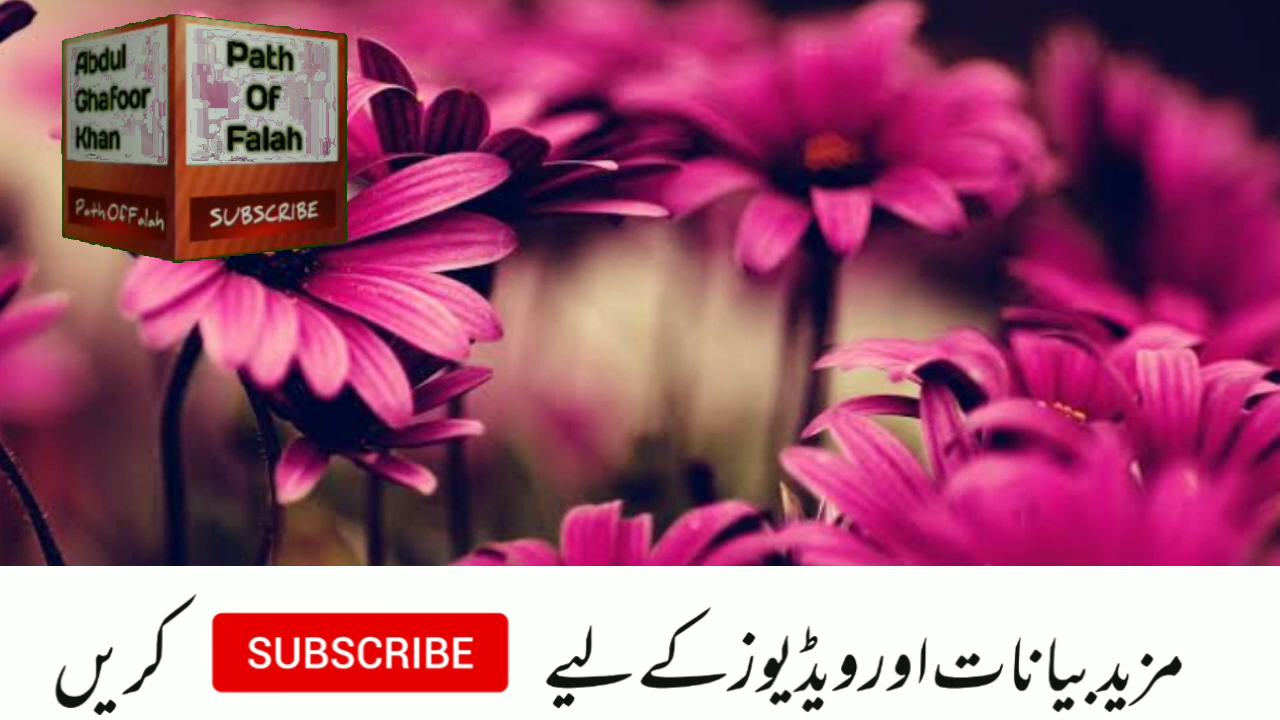 Abdul
Ghafoor
Khan
PathOfFalah
Path
Of
Falah
SUBSCRIBE
مزید بیانات اور ویڈیوز کے لیے SUBSCRIBE کریں